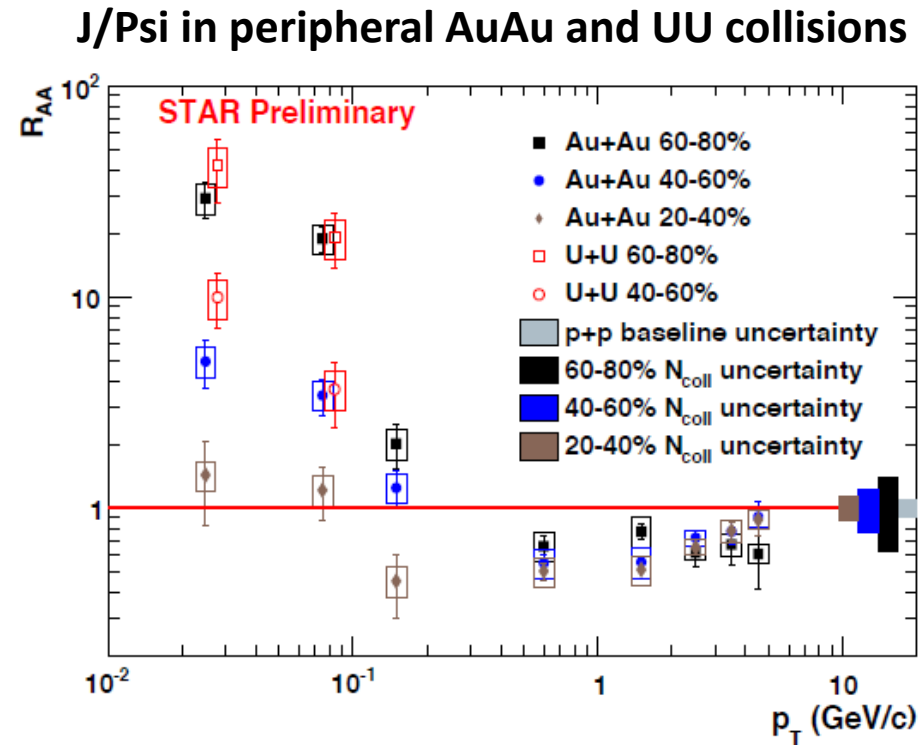 J/Psi in peripheral AuAu and UU collisions
R_AA
10^2
STAR Preliminary
Au+Au 60-80%
Au+Au 40-60%
Au+Au 20-40%
U+U 60-80%
U+U 40-60%
p+p baseline uncertainty
60-80% N_coll uncertainty
40-60% N_coll uncertainty
20-40% N_coll uncertainty
10
1
10^-2
10^-1
1
10
p_T (GeV/c)